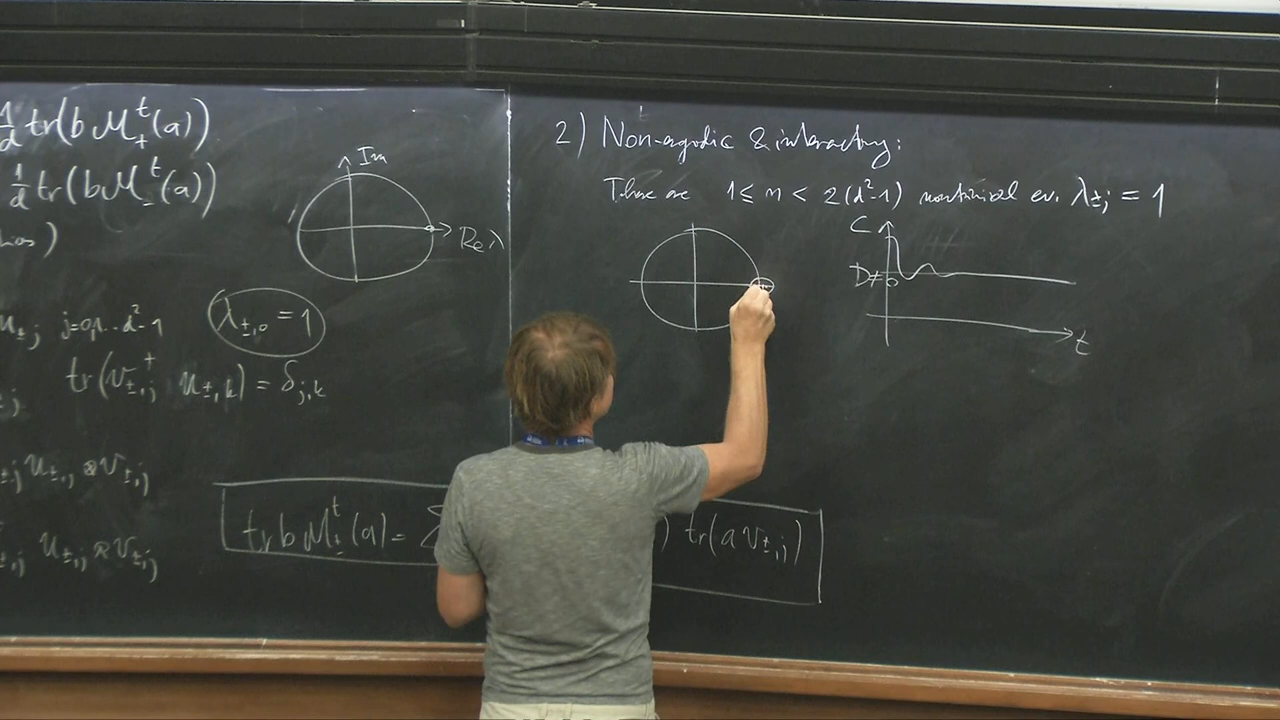 1/d tr(b M₊ᵗ(a))
1/d tr(b M₋ᵗ(a))
Im
Re λ
u±,j j=0,1..d²-1
λ±,0 = 1
tr(v±,j⁺ u±,k) = δj,k
u±,j ⊗ v±,j
u±,j ⊗ v±,j
tr b M±ᵗ(a) =
) tr(a v±,j)
2) Non-ergodic & interacting:
There are 1 ≤ n < 2(d²-1) nontrivial ev. λ±,j = 1
C
D≠0
t